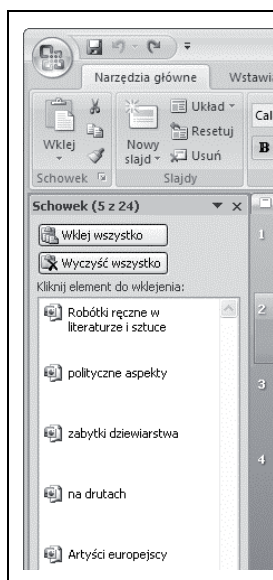 Narzędzia główne Wstawi
Wklej
Nowy slajd
Układ
Resetuj
Usuń
Cal
B
Schowek
Slajdy
Schowek (5 z 24)
Wklej wszystko
Wyczyść wszystko
Kliknij element do wklejenia:
Robótki ręczne w
literaturze i sztuce
polityczne aspekty
zabytki dziewiarstwa
na drutach
Artyści europejscy
1
2
3
4